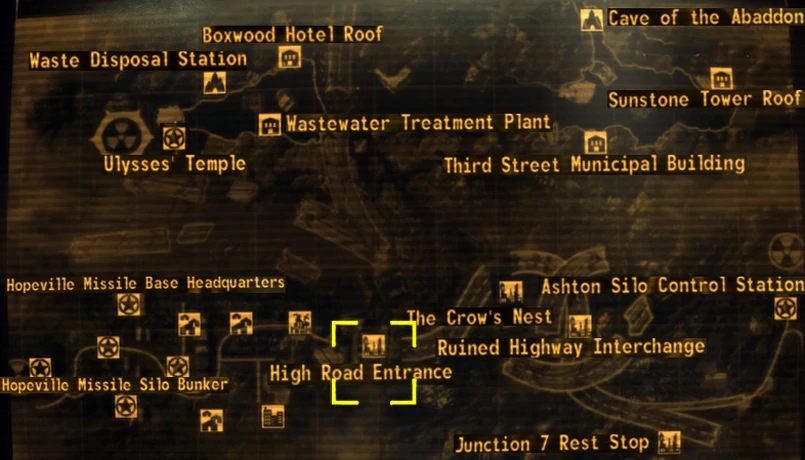 Cave of the Abaddon
Boxwood Hotel Roof
Waste Disposal Station
Sunstone Tower Roof
Wastewater Treatment Plant
Ulysses' Temple
Third Street Municipal Building
Hopeville Missile Base Headquarters
Ashton Silo Control Station
The Crow's Nest
Ruined Highway Interchange
High Road Entrance
Hopeville Missile Silo Bunker
Junction 7 Rest Stop